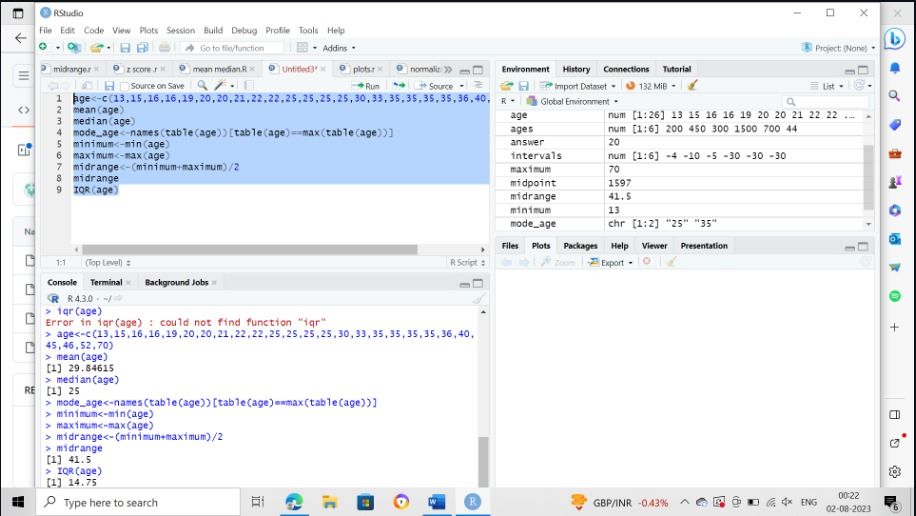 RStudio
File Edit Code View Plots Session Build Debug Profile Tools Help
Go to file/function Addins Project: (None)
midrange.r z score .r mean median.R Untitled3* plots.r normaliz
Source on Save Run Source
1 age<-c(13,15,16,16,19,20,20,21,22,22,25,25,25,25,30,33,35,35,35,35,36,40,
2 mean(age)
3 median(age)
4 mode_age<-names(table(age))[table(age)==max(table(age))]
5 minimum<-min(age)
6 maximum<-max(age)
7 midrange<-(minimum+maximum)/2
8 midrange
9 IQR(age)
1:1 (Top Level) R Script
Console Terminal Background Jobs
R 4.3.0 · ~/
> iqr(age)
Error in iqr(age) : could not find function "iqr"
> age<-c(13,15,16,16,19,20,20,21,22,22,25,25,25,25,30,33,35,35,35,35,36,40,
45,46,52,70)
> mean(age)
[1] 29.84615
> median(age)
[1] 25
> mode_age<-names(table(age))[table(age)==max(table(age))]
> minimum<-min(age)
> maximum<-max(age)
> midrange<-(minimum+maximum)/2
> midrange
[1] 41.5
> IQR(age)
[1] 14.75
Environment History Connections Tutorial
Import Dataset 132 MiB List
R Global Environment
age num [1:26] 13 15 16 16 19 20 20 21 22 22 ...
ages num [1:6] 200 450 300 1500 700 44
answer 20
intervals num [1:6] -4 -10 -5 -30 -30 -30
maximum 70
midpoint 1597
midrange 41.5
minimum 13
mode_age chr [1:2] "25" "35"
Files Plots Packages Help Viewer Presentation
Zoom Export
Na
RE
Type here to search
GBP/INR -0.43% ENG 00:22
02-08-2023
6